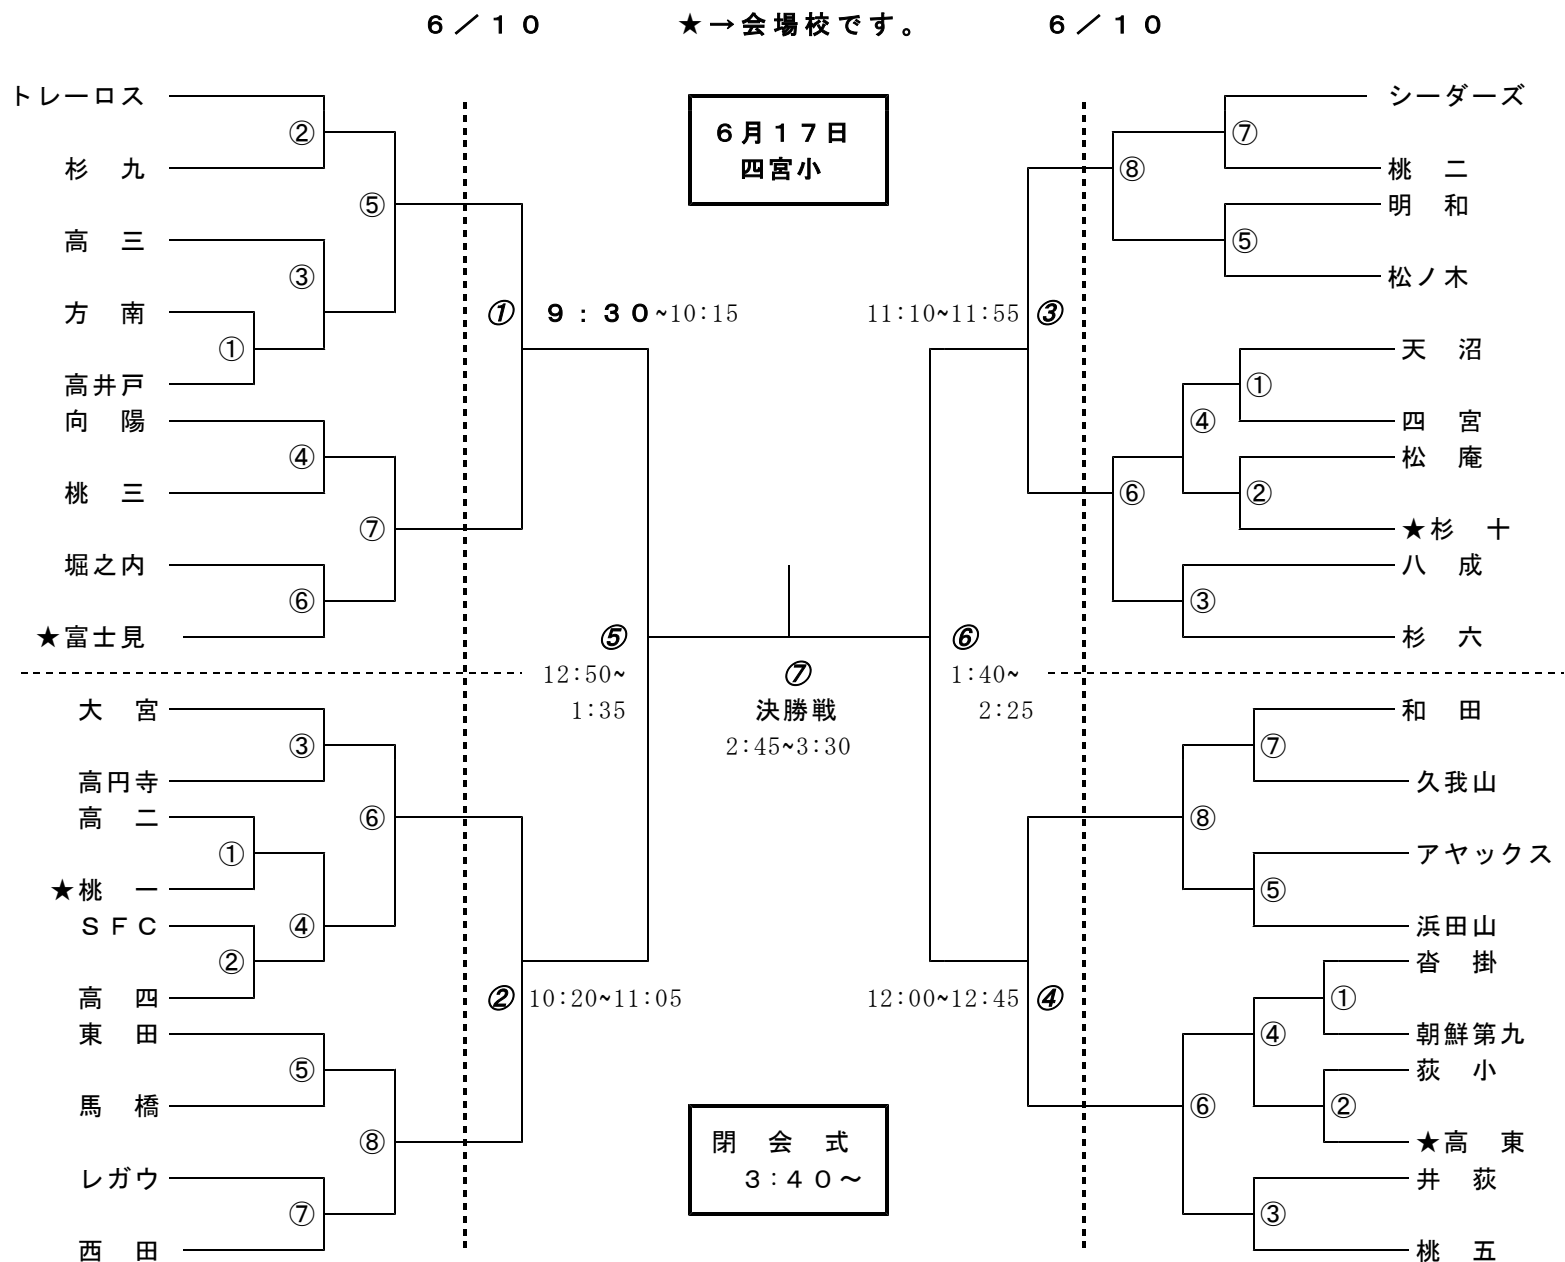 ６／１０ ★→会場校です。 ６／１０
６月１７日
四宮小
トレーロス
②
杉　九
⑤
高　三
③
方　南
①
高井戸
向　陽
④
桃　三
⑦
堀之内
⑥
★富士見
① ９：３０~10:15
大　宮
③
高円寺
高　二
⑥
①
★桃　一
ＳＦＣ
④
②
高　四
東　田
⑤
馬　橋
⑧
レガウ
⑦
西　田
② 10:20~11:05
⑤
12:50~
1:35
⑦
決勝戦
2:45~3:30
⑥
1:40~
2:25
11:10~11:55 ③
シーダーズ
⑦
桃　二
⑧
明　和
⑤
松ノ木
天　沼
①
四　宮
④
松　庵
②
★杉　十
⑥
八　成
③
杉　六
12:00~12:45 ④
和　田
⑦
久我山
⑧
アヤックス
⑤
浜田山
沓　掛
①
朝鮮第九
④
荻　小
②
★高　東
⑥
井　荻
③
桃　五
閉　会　式
３：４０～